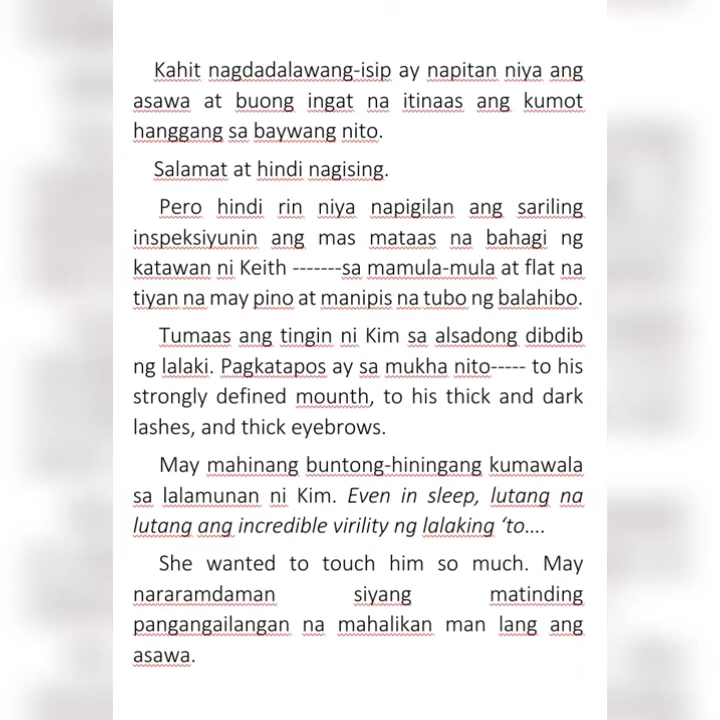 Kahit nagdadalawang-isip ay napitan niya ang
asawa at buong ingat na itinaas ang kumot
hanggang sa baywang nito.
Salamat at hindi nagising.
Pero hindi rin niya napigilan ang sariling
inspeksiyunin ang mas mataas na bahagi ng
katawan ni Keith -------sa mamula-mula at flat na
tiyan na may pino at manipis na tubo ng balahibo.
Tumaas ang tingin ni Kim sa alsadong dibdib
ng lalaki. Pagkatapos ay sa mukha nito----- to his
strongly defined mounth, to his thick and dark
lashes, and thick eyebrows.
May mahinang buntong-hiningang kumawala
sa lalamunan ni Kim. Even in sleep, lutang na
lutang ang incredible virility ng lalaking ‘to....
She wanted to touch him so much. May
nararamdaman siyang matinding
pangangailangan na mahalikan man lang ang
asawa.